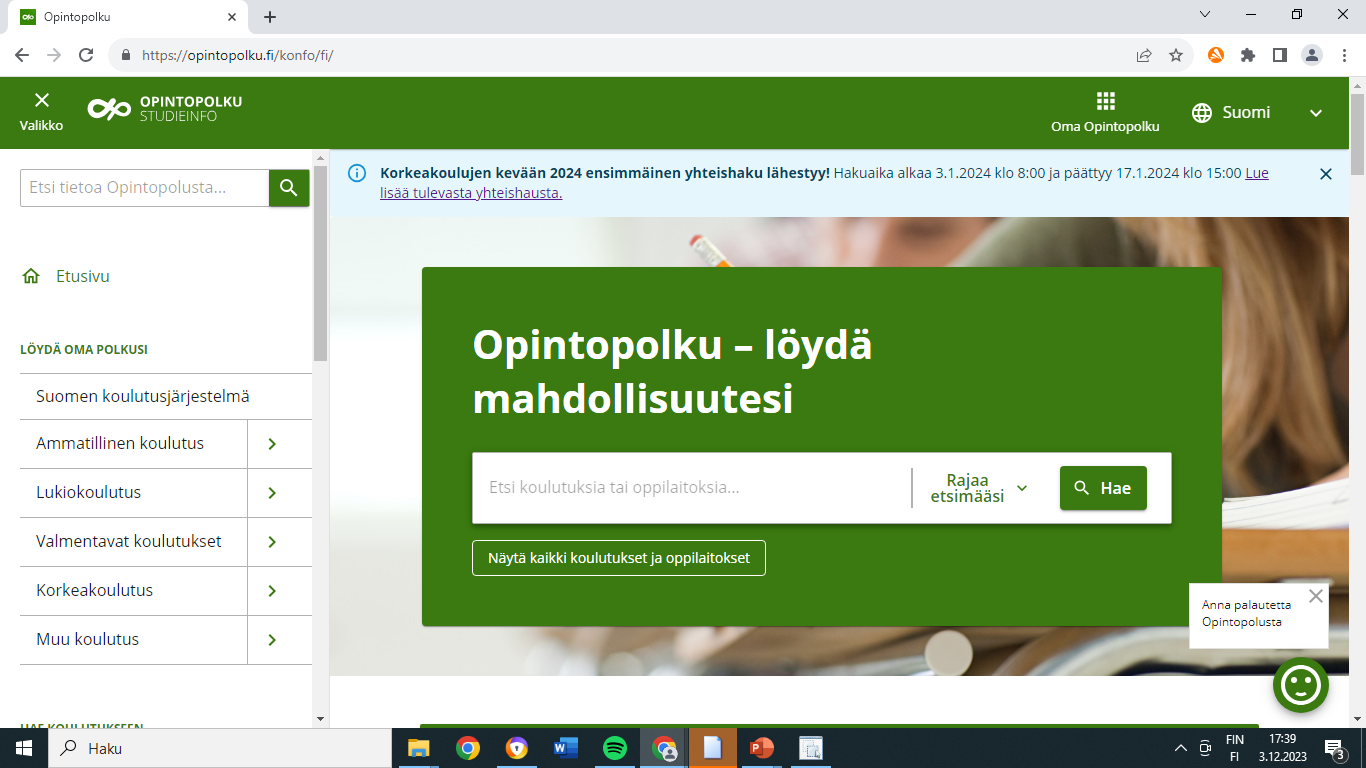 Opintopolku
https://opintopolku.fi/konfo/fi/
Valikko
OPINTOPOLKU
STUDIEINFO
Oma Opintopolku
Suomi
Etsi tietoa Opintopolusta...
Etusivu
LÖYDÄ OMA POLKUSI
Suomen koulutusjärjestelmä
Ammatillinen koulutus
Lukiokoulutus
Valmentavat koulutukset
Korkeakoulutus
Muu koulutus
HAE KOULUTUKSEEN
Korkeakoulujen kevään 2024 ensimmäinen yhteishaku lähestyy! Hakuaika alkaa 3.1.2024 klo 8:00 ja päättyy 17.1.2024 klo 15:00 Lue
lisää tulevasta yhteishausta.
Opintopolku – löydä
mahdollisuutesi
Etsi koulutuksia tai oppilaitoksia...
Rajaa
etsimääsi
Hae
Näytä kaikki koulutukset ja oppilaitokset
Anna palautetta
Opintopolusta
Haku
FIN
FI
17:39
3.12.2023
3